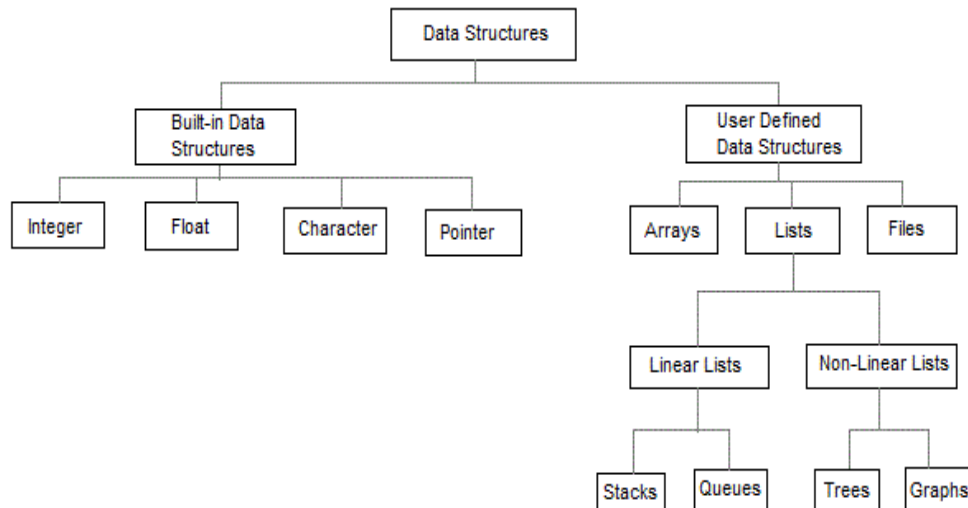 Data Structures
Built-in Data
Structures
User Defined
Data Structures
Integer
Float
Character
Pointer
Arrays
Lists
Files
Linear Lists
Non-Linear Lists
Stacks
Queues
Trees
Graphs